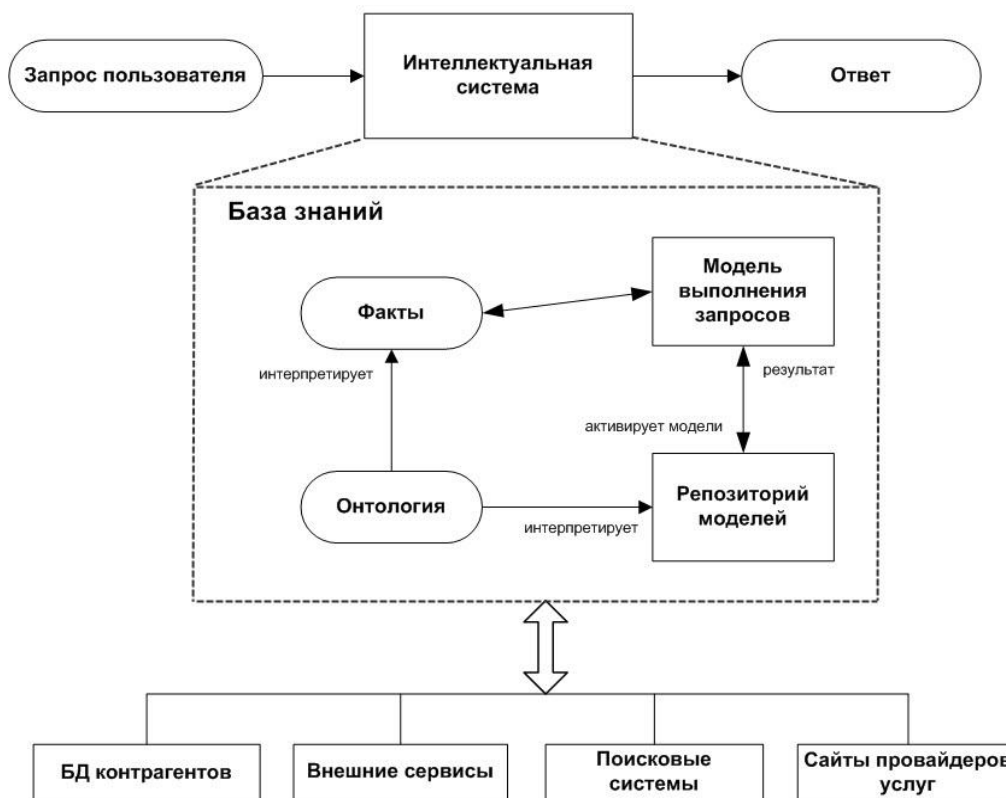 Запрос пользователя
Интеллектуальная
система
Ответ
База знаний
Факты
Модель
выполнения
запросов
интерпретирует
результат
активирует модели
Онтология
интерпретирует
Репозиторий
моделей
БД контрагентов
Внешние сервисы
Поисковые
системы
Сайты провайдеров
услуг